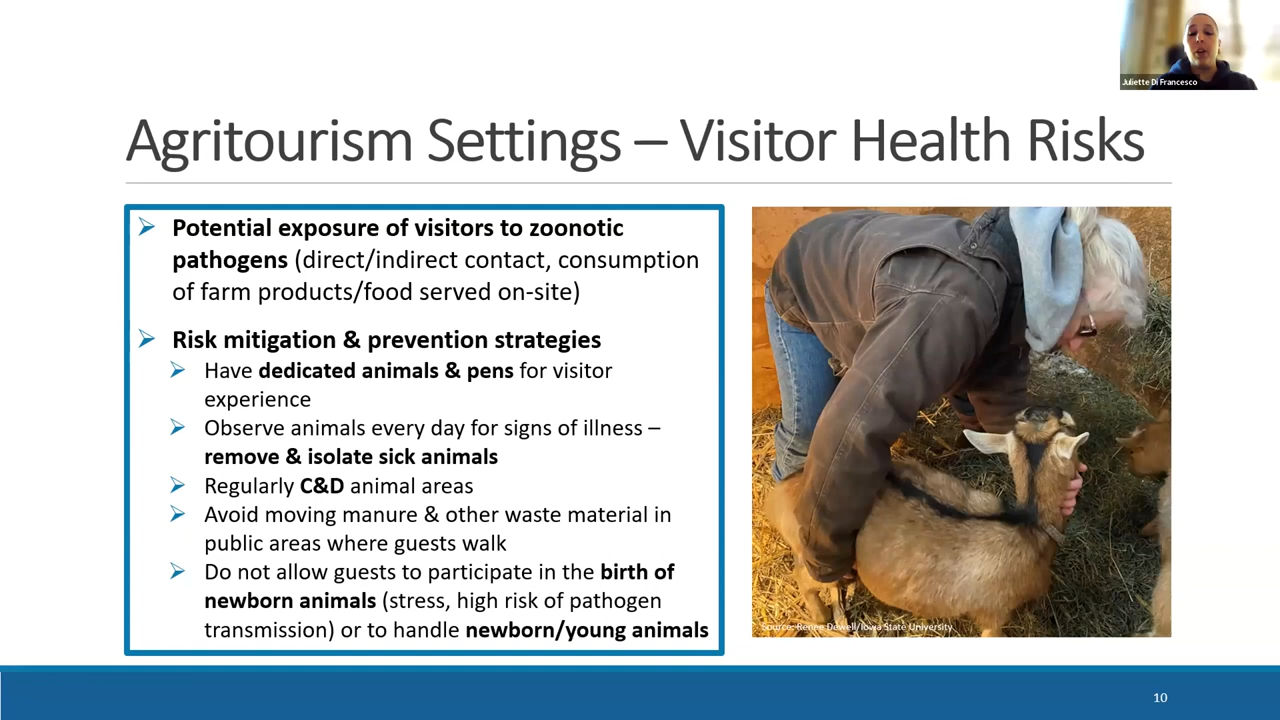 Juliette Di Francesco
Agritourism Settings – Visitor Health Risks
Potential exposure of visitors to zoonotic
pathogens (direct/indirect contact, consumption
of farm products/food served on-site)
Risk mitigation & prevention strategies
Have dedicated animals & pens for visitor
experience
Observe animals every day for signs of illness –
remove & isolate sick animals
Regularly C&D animal areas
Avoid moving manure & other waste material in
public areas where guests walk
Do not allow guests to participate in the birth of
newborn animals (stress, high risk of pathogen
transmission) or to handle newborn/young animals
Source: Renee Dewell/Iowa State University
10